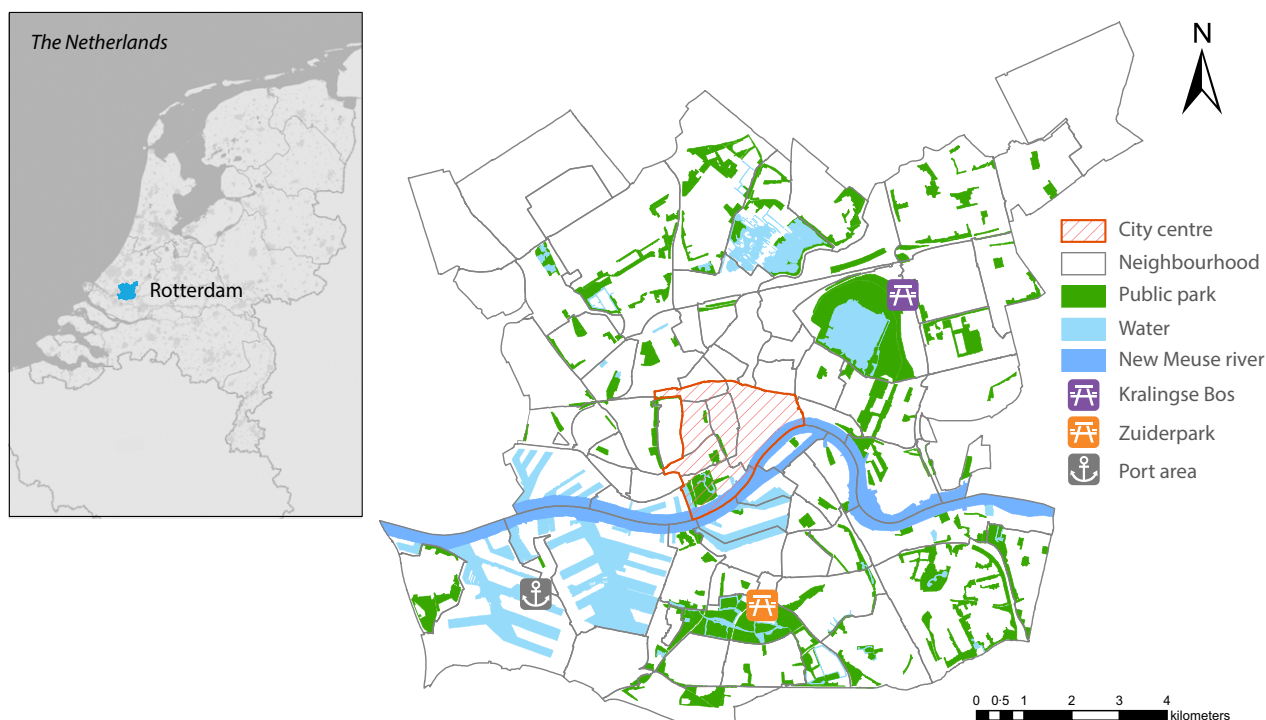 The Netherlands
Rotterdam
N
City centre
Neighbourhood
Public park
Water
New Meuse river
Kralingse Bos
Zuiderpark
Port area
0 0·5 1 2 3 4
kilometers